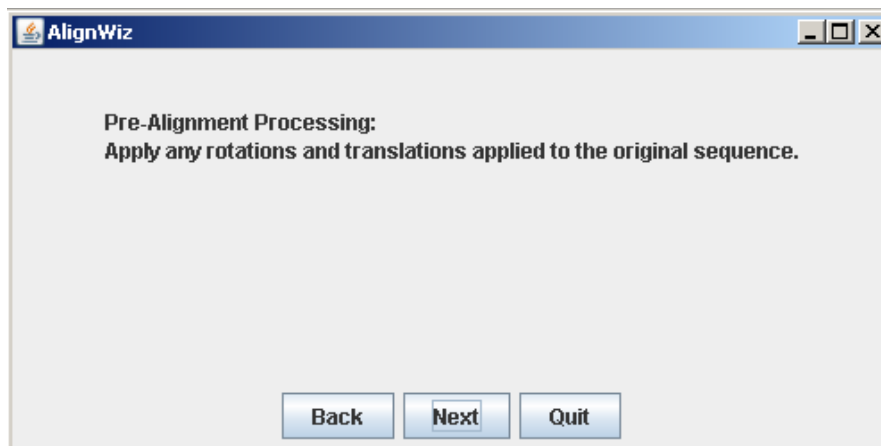 AlignWiz
Pre-Alignment Processing:
Apply any rotations and translations applied to the original sequence.
Back Next Quit